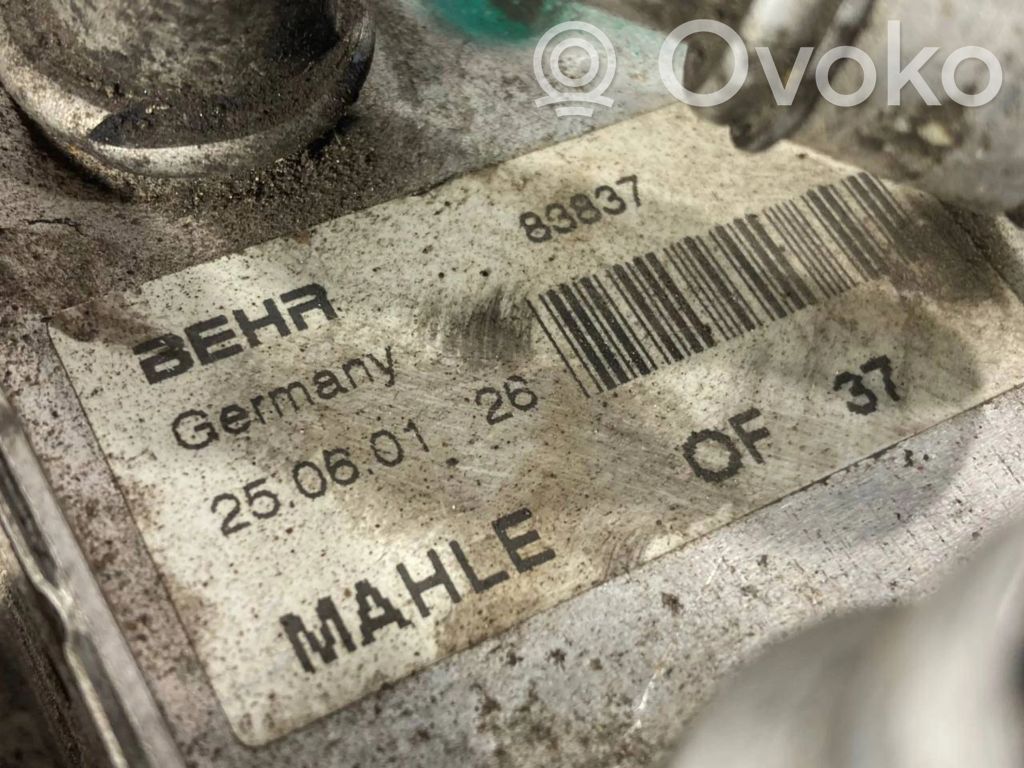 Ovoko
83837
BEHR
Germany
25.06.01 26
MAHLE OF 37